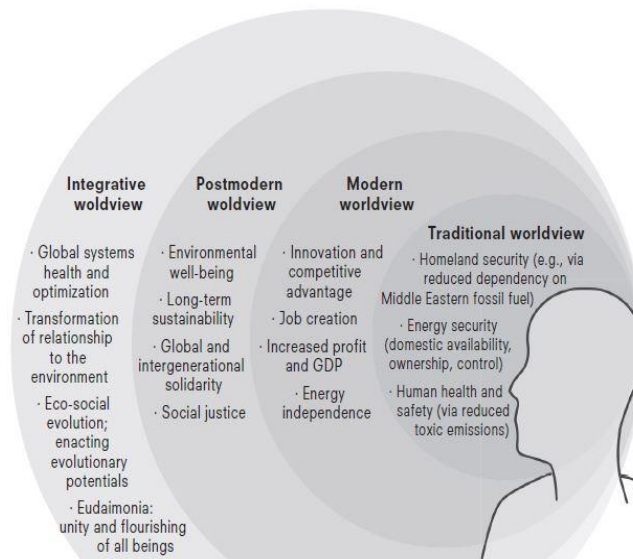 Integrative
woldview
· Global systems
health and
optimization
· Transformation
of relationship
to the
environment
· Eco-social
evolution;
enacting
evolutionary
potentials
· Eudaimonia:
unity and flourishing
of all beings
Postmodern
woldview
· Environmental
well-being
· Long-term
sustainability
· Global and
intergenerational
solidarity
· Social justice
Modern
worldview
· Innovation and
competitive
advantage
· Job creation
· Increased profit
and GDP
· Energy
independence
Traditional worldview
· Homeland security (e.g., via
reduced dependency on
Middle Eastern fossil fuel)
· Energy security
(domestic availability,
ownership, control)
· Human health and
safety (via reduced
toxic emissions)